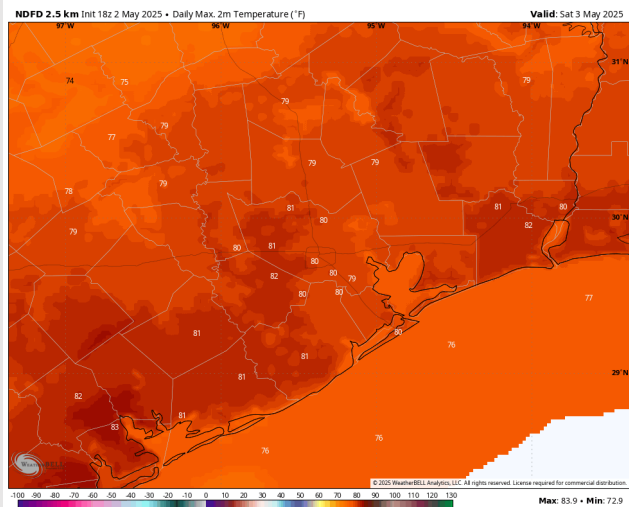 NDFD 2.5 km Init 18z 2 May 2025 • Daily Max. 2m Temperature (°F)
Valid: Sat 3 May 2025
97°W 96°W 95°W 94°W
31°N
74 75 79
79
77 79
79 79
78 79
81 81 80
80 82 30°N
79
80 81
80
82 80 79
80 80
77
81 80
76
81
81 29°N
82
81
83
76
76
WeatherBELL
© 2025 WeatherBELL Analytics, LLC. All rights reserved. License required for commercial distribution.
-100 -90 -80 -70 -60 -50 -40 -30 -20 -10 0 10 20 30 40 50 60 70 80 90 100 110 120 130
Max: 83.9 • Min: 72.9